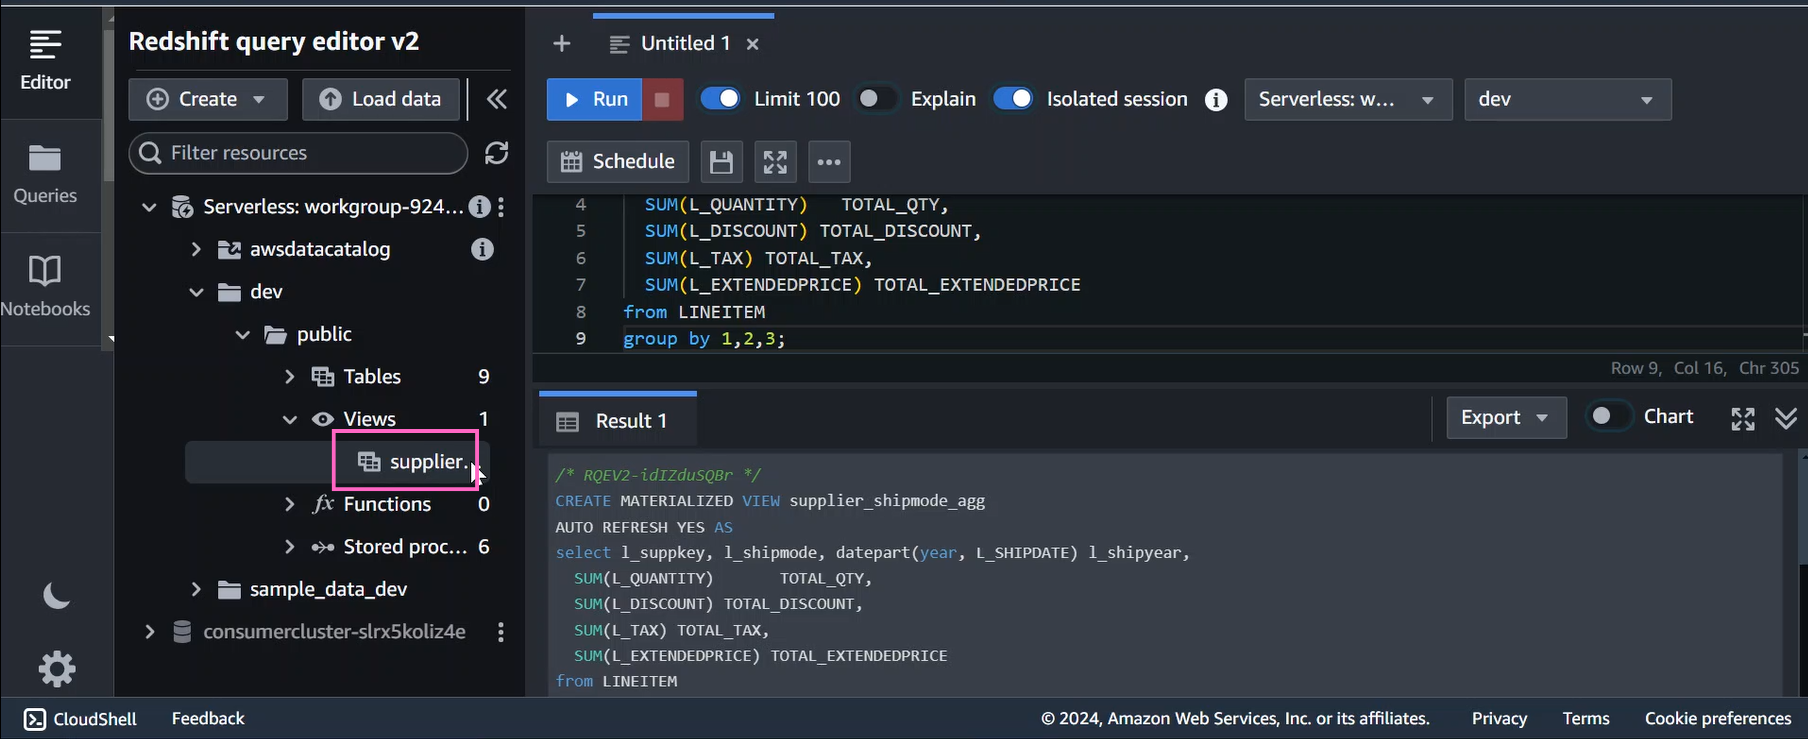 Editor
Queries
Notebooks
Redshift query editor v2
Create
Load data
Filter resources
Serverless: workgroup-924...
awsdatacatalog
dev
public
Tables 9
Views 1
supplier...
Functions 0
Stored proc... 6
sample_data_dev
consumercluster-slrx5koliz4e
Untitled 1
Run
Limit 100
Explain
Isolated session
Serverless: w...
dev
Schedule
4 SUM(L_QUANTITY) TOTAL_QTY,
5 SUM(L_DISCOUNT) TOTAL_DISCOUNT,
6 SUM(L_TAX) TOTAL_TAX,
7 SUM(L_EXTENDEDPRICE) TOTAL_EXTENDEDPRICE
8 from LINEITEM
9 group by 1,2,3;
Row 9, Col 16, Chr 305
Result 1
Export
Chart
/* RQEV2-idIZduSQBr */
CREATE MATERIALIZED VIEW supplier_shipmode_agg
AUTO REFRESH YES AS
select l_suppkey, l_shipmode, datepart(year, L_SHIPDATE) l_shipyear,
SUM(L_QUANTITY) TOTAL_QTY,
SUM(L_DISCOUNT) TOTAL_DISCOUNT,
SUM(L_TAX) TOTAL_TAX,
SUM(L_EXTENDEDPRICE) TOTAL_EXTENDEDPRICE
from LINEITEM
CloudShell
Feedback
© 2024, Amazon Web Services, Inc. or its affiliates.
Privacy
Terms
Cookie preferences